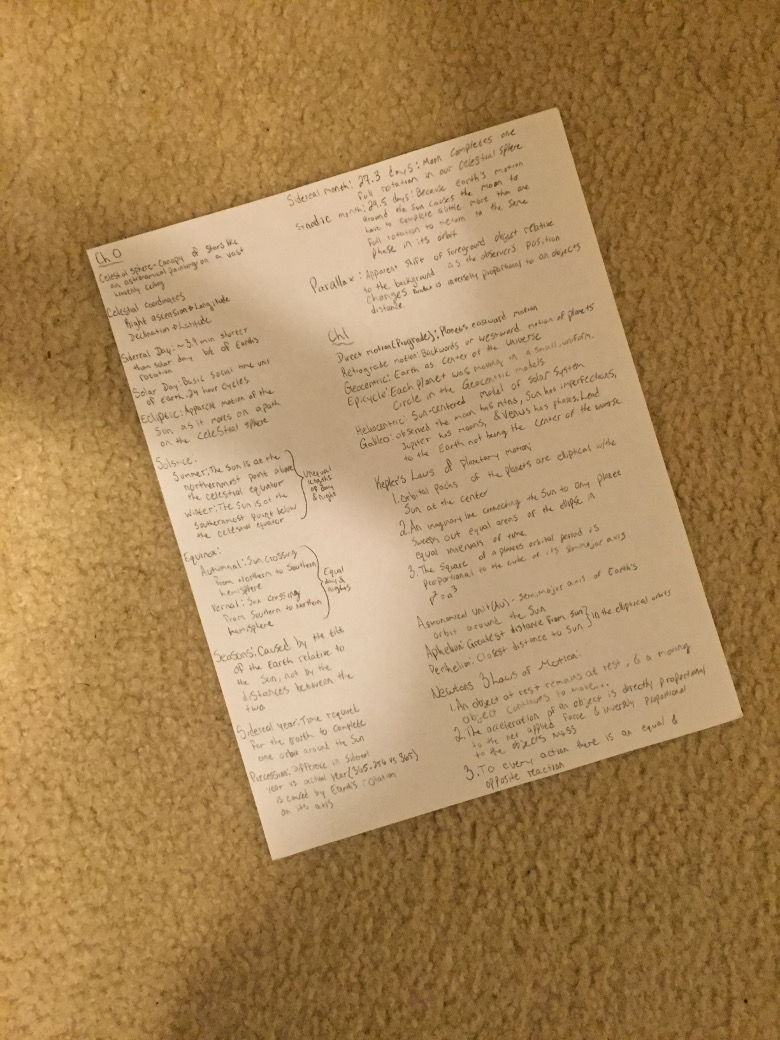 Ch 0
Celestial Sphere: Canopy of stars like
an astronomical painting on a vast
heavenly ceiling
Celestial coordinates
Right ascension & Longitude
Declination & Latitude
Sidereal Day: ~3.9 min shorter
than solar day b/c of Earth's
rotation
Solar Day: Basic social time unit
of earth, 24 hour cycles
Ecliptic: Apparent motion of the
Sun as it moves on a path
on the celestial sphere
Solstice:
Summer: The Sun is at the
northernmost point above
the celestial equator
Winter: The Sun is at the
Southernmost point below
the celestial equator
Unequal
lengths
of day
& night
Equinox:
Autumnal: Sun crossing
from Northern to Southern
hemisphere
Vernal: Sun crossing
from Southern to Northern
hemisphere
Equal
day &
nights
Seasons: Caused by the tilt
of the Earth relative to
the Sun, not by the
distances between the
two
Sidereal year: Time required
for the Earth to complete
one orbit around the Sun
Precession: Difference in Sidereal
year vs actual year (365.256 vs 365)
is caused by Earth's rotation
on its axis
Sidereal month: 27.3 days: Moon completes one
full rotation in our Celestial Sphere
Synodic month: 29.5 days: Because Earth's motion
around the Sun causes the moon to
have to complete a little more than one
full rotation to return to the same
phase in its orbit
Parallax: Apparent shift of foreground object relative
to the background as the observer's position
changes is inversely proportional to an objects
distance
Ch 1
Direct motion (Prograde): Planets eastward motion
Retrograde motion: Backwards or westward motion of planets
Geocentric: Earth as center of the Universe
Epicycle: Each planet was moving in a small, uniform,
circle in the Geocentric models
Heliocentric: Sun-centered model of Solar System
Galileo: observed the moon has mtns, Sun has imperfections,
Jupiter has moons, & Venus has phases. Lead
to the Earth not being the center of the universe
Kepler's Laws of planetary motion:
1. Orbital paths of the planets are eliptical w/the
Sun at the center
2. An imaginary line connecting the Sun to any planet
sweeps out equal areas of the ellipse in
equal intervals of time
3. The square of a planets orbital period is
proportional to the cube of its semimajor axis
p² = a³
Astronomical Unit (AU) - Semimajor axis of Earth's
orbit around the Sun
Aphelion: Greatest distance from Sun
Perihelion: Closest distance to Sun
in the elliptical orbits
Newtons 3 Laws of Motion:
1. An object at rest remains at rest, & a moving
object continues to move...
2. The acceleration of an object is directly proportional
to the net applied force & inversly proportional
to the objects mass
3. To every action there is an equal &
opposite reaction